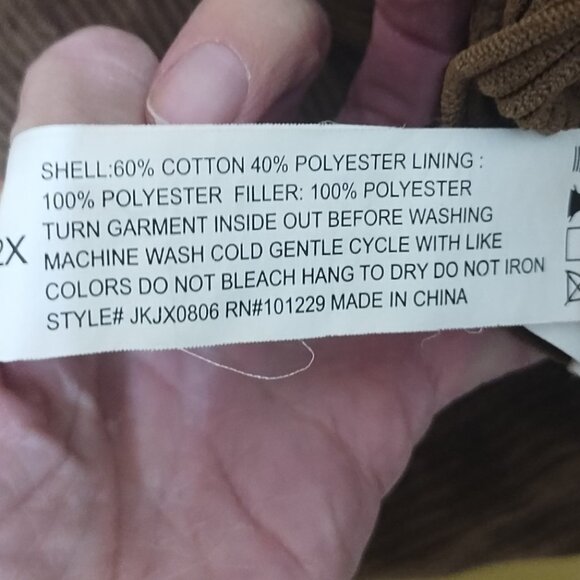 SHELL:60% COTTON 40% POLYESTER LINING :
100% POLYESTER FILLER: 100% POLYESTER
TURN GARMENT INSIDE OUT BEFORE WASHING
2X MACHINE WASH COLD GENTLE CYCLE WITH LIKE
COLORS DO NOT BLEACH HANG TO DRY DO NOT IRON
STYLE# JKJX0806 RN#101229 MADE IN CHINA